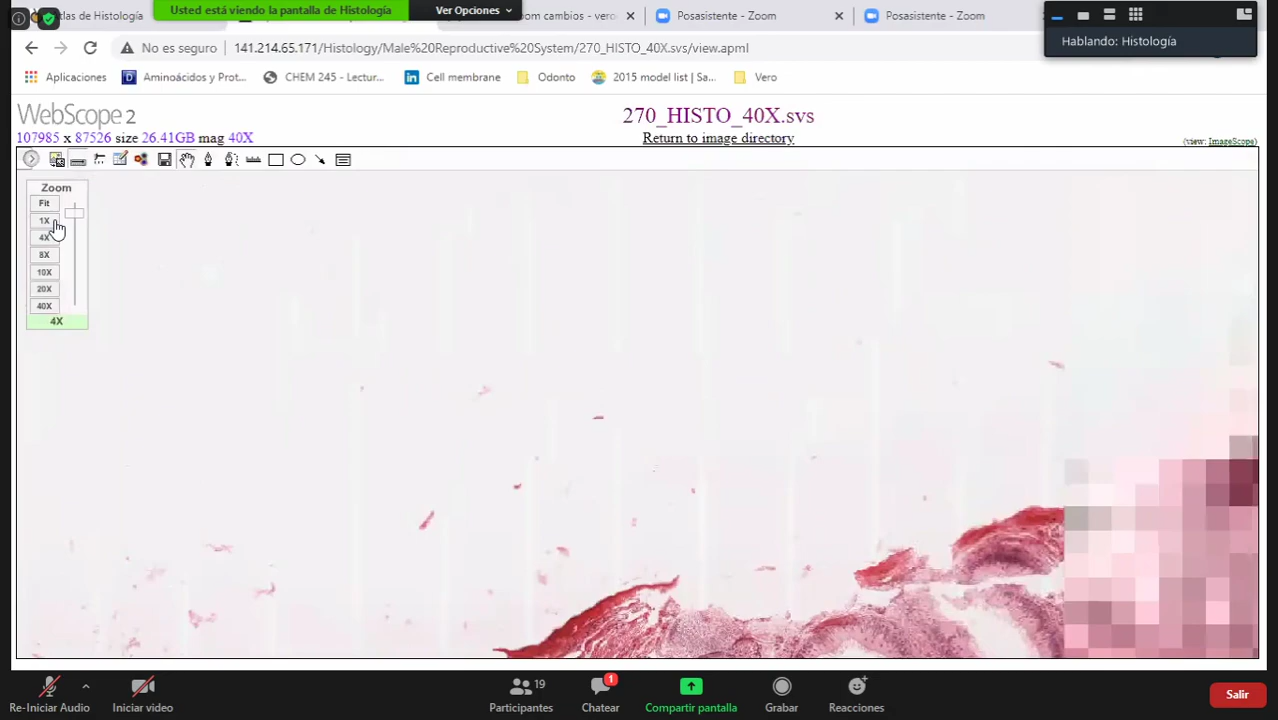 tlas de Histología
Usted está viendo la pantalla de Histología
Ver Opciones
om cambios - vero
Posasistente - Zoom
Posasistente - Zoom
Hablando: Histología
No es seguro
141.214.65.171/Histology/Male%20Reproductive%20System/270_HISTO_40X.svs/view.apml
Aplicaciones
Aminoácidos y Prot...
CHEM 245 - Lectur...
Cell membrane
Odonto
2015 model list | Sa...
Vero
WebScope 2
270_HISTO_40X.svs
107985 x 87526 size 26.41GB mag 40X
Return to image directory
(view: ImageScope)
Zoom
Fit
1X
4X
8X
10X
20X
40X
4X
19
1
Re-Iniciar Audio
Iniciar video
Participantes
Chatear
Compartir pantalla
Grabar
Reacciones
Salir